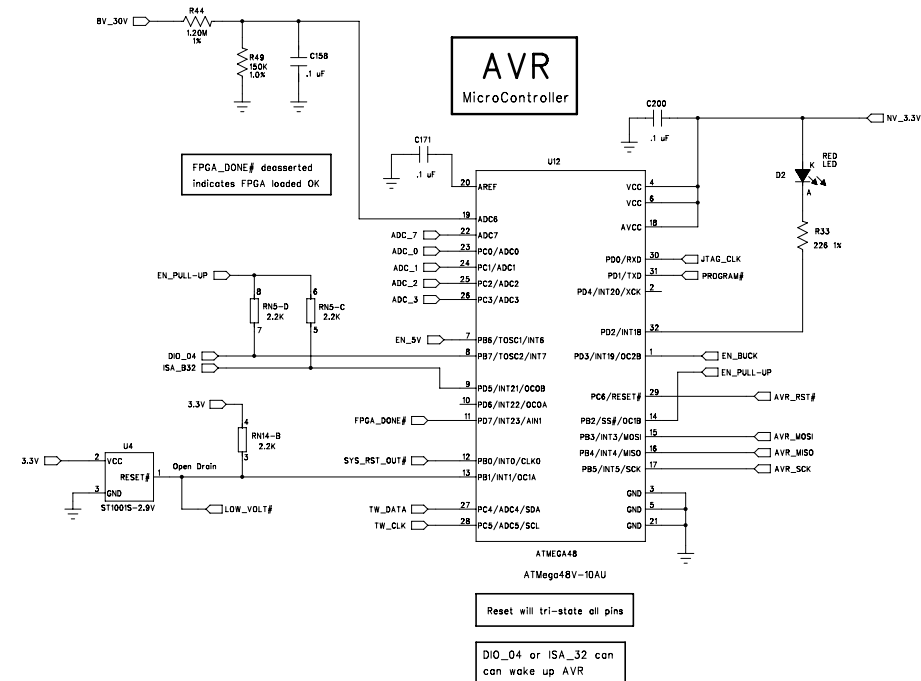 8V_30V
R44
1.20M
1%
R49
150K
1.0%
C158
.1 uF
AVR
MicroController
C200
.1 uF
NV_3.3V
C171
.1 uF
FPGA_DONE# deasserted
indicates FPGA loaded OK
RED
LED
D2
K
A
R33
226 1%
U12
20 AREF
19 ADC6
ADC_7 22 ADC7
ADC_0 23 PC0/ADC0
ADC_1 24 PC1/ADC1
ADC_2 25 PC2/ADC2
ADC_3 26 PC3/ADC3
EN_5V 7 PB6/TOSC1/INT6
DIO_04 8 PB7/TOSC2/INT7
ISA_B32
9 PD5/INT21/OC0B
10 PD6/INT22/OC0A
FPGA_DONE# 11 PD7/INT23/AIN1
SYS_RST_OUT# 12 PB0/INT0/CLKO
13 PB1/INT1/OC1A
TW_DATA 27 PC4/ADC4/SDA
TW_CLK 28 PC5/ADC5/SCL
VCC 4
VCC 6
AVCC 18
PD0/RXD 30 JTAG_CLK
PD1/TXD 31 PROGRAM#
PD4/INT20/XCK 2
PD2/INT18 32
PD3/INT19/OC2B 1 EN_BUCK
EN_PULL-UP
PC6/RESET# 29 AVR_RST#
PB2/SS#/OC1B 14
PB3/INT3/MOSI 15 AVR_MOSI
PB4/INT4/MISO 16 AVR_MISO
PB5/INT5/SCK 17 AVR_SCK
GND 3
GND 5
GND 21
EN_PULL-UP
8
RN5-D
2.2K
7
6
RN5-C
2.2K
5
3.3V
4
RN14-B
2.2K
3
U4
3.3V 2 VCC
RESET# 1
Open Drain
3 GND
ST1001S-2.9V
LOW_VOLT#
ATMEGA48
ATMega48V-10AU
Reset will tri-state all pins
DIO_04 or ISA_32 can
can wake up AVR